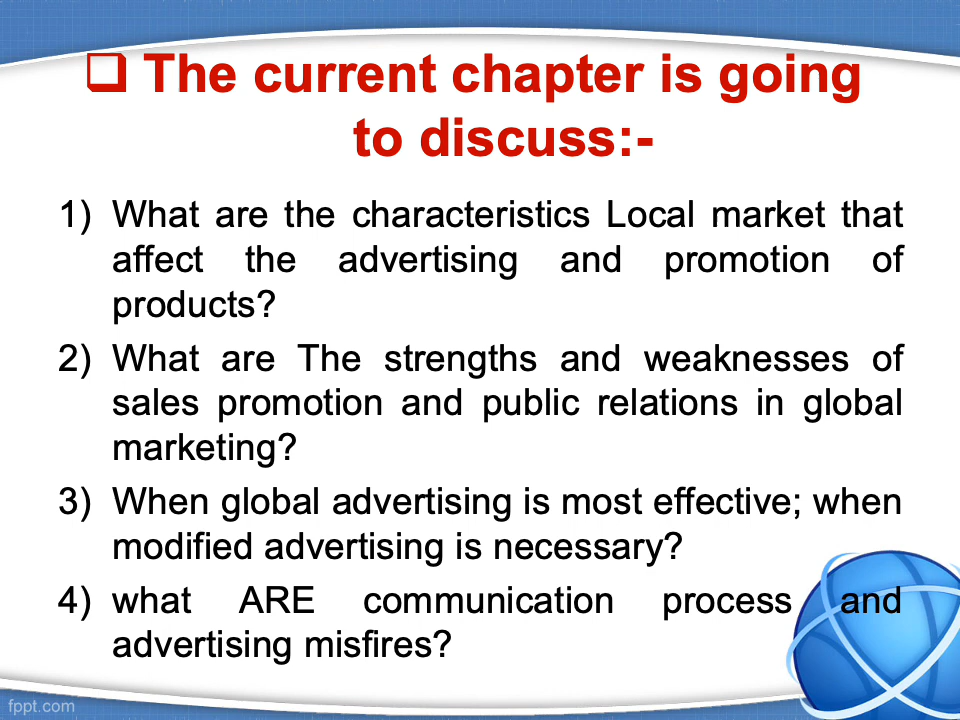 ❑ The current chapter is going
to discuss:-
1) What are the characteristics Local market that
affect the advertising and promotion of
products?
2) What are The strengths and weaknesses of
sales promotion and public relations in global
marketing?
3) When global advertising is most effective; when
modified advertising is necessary?
4) what ARE communication process and
advertising misfires?
fppt.com